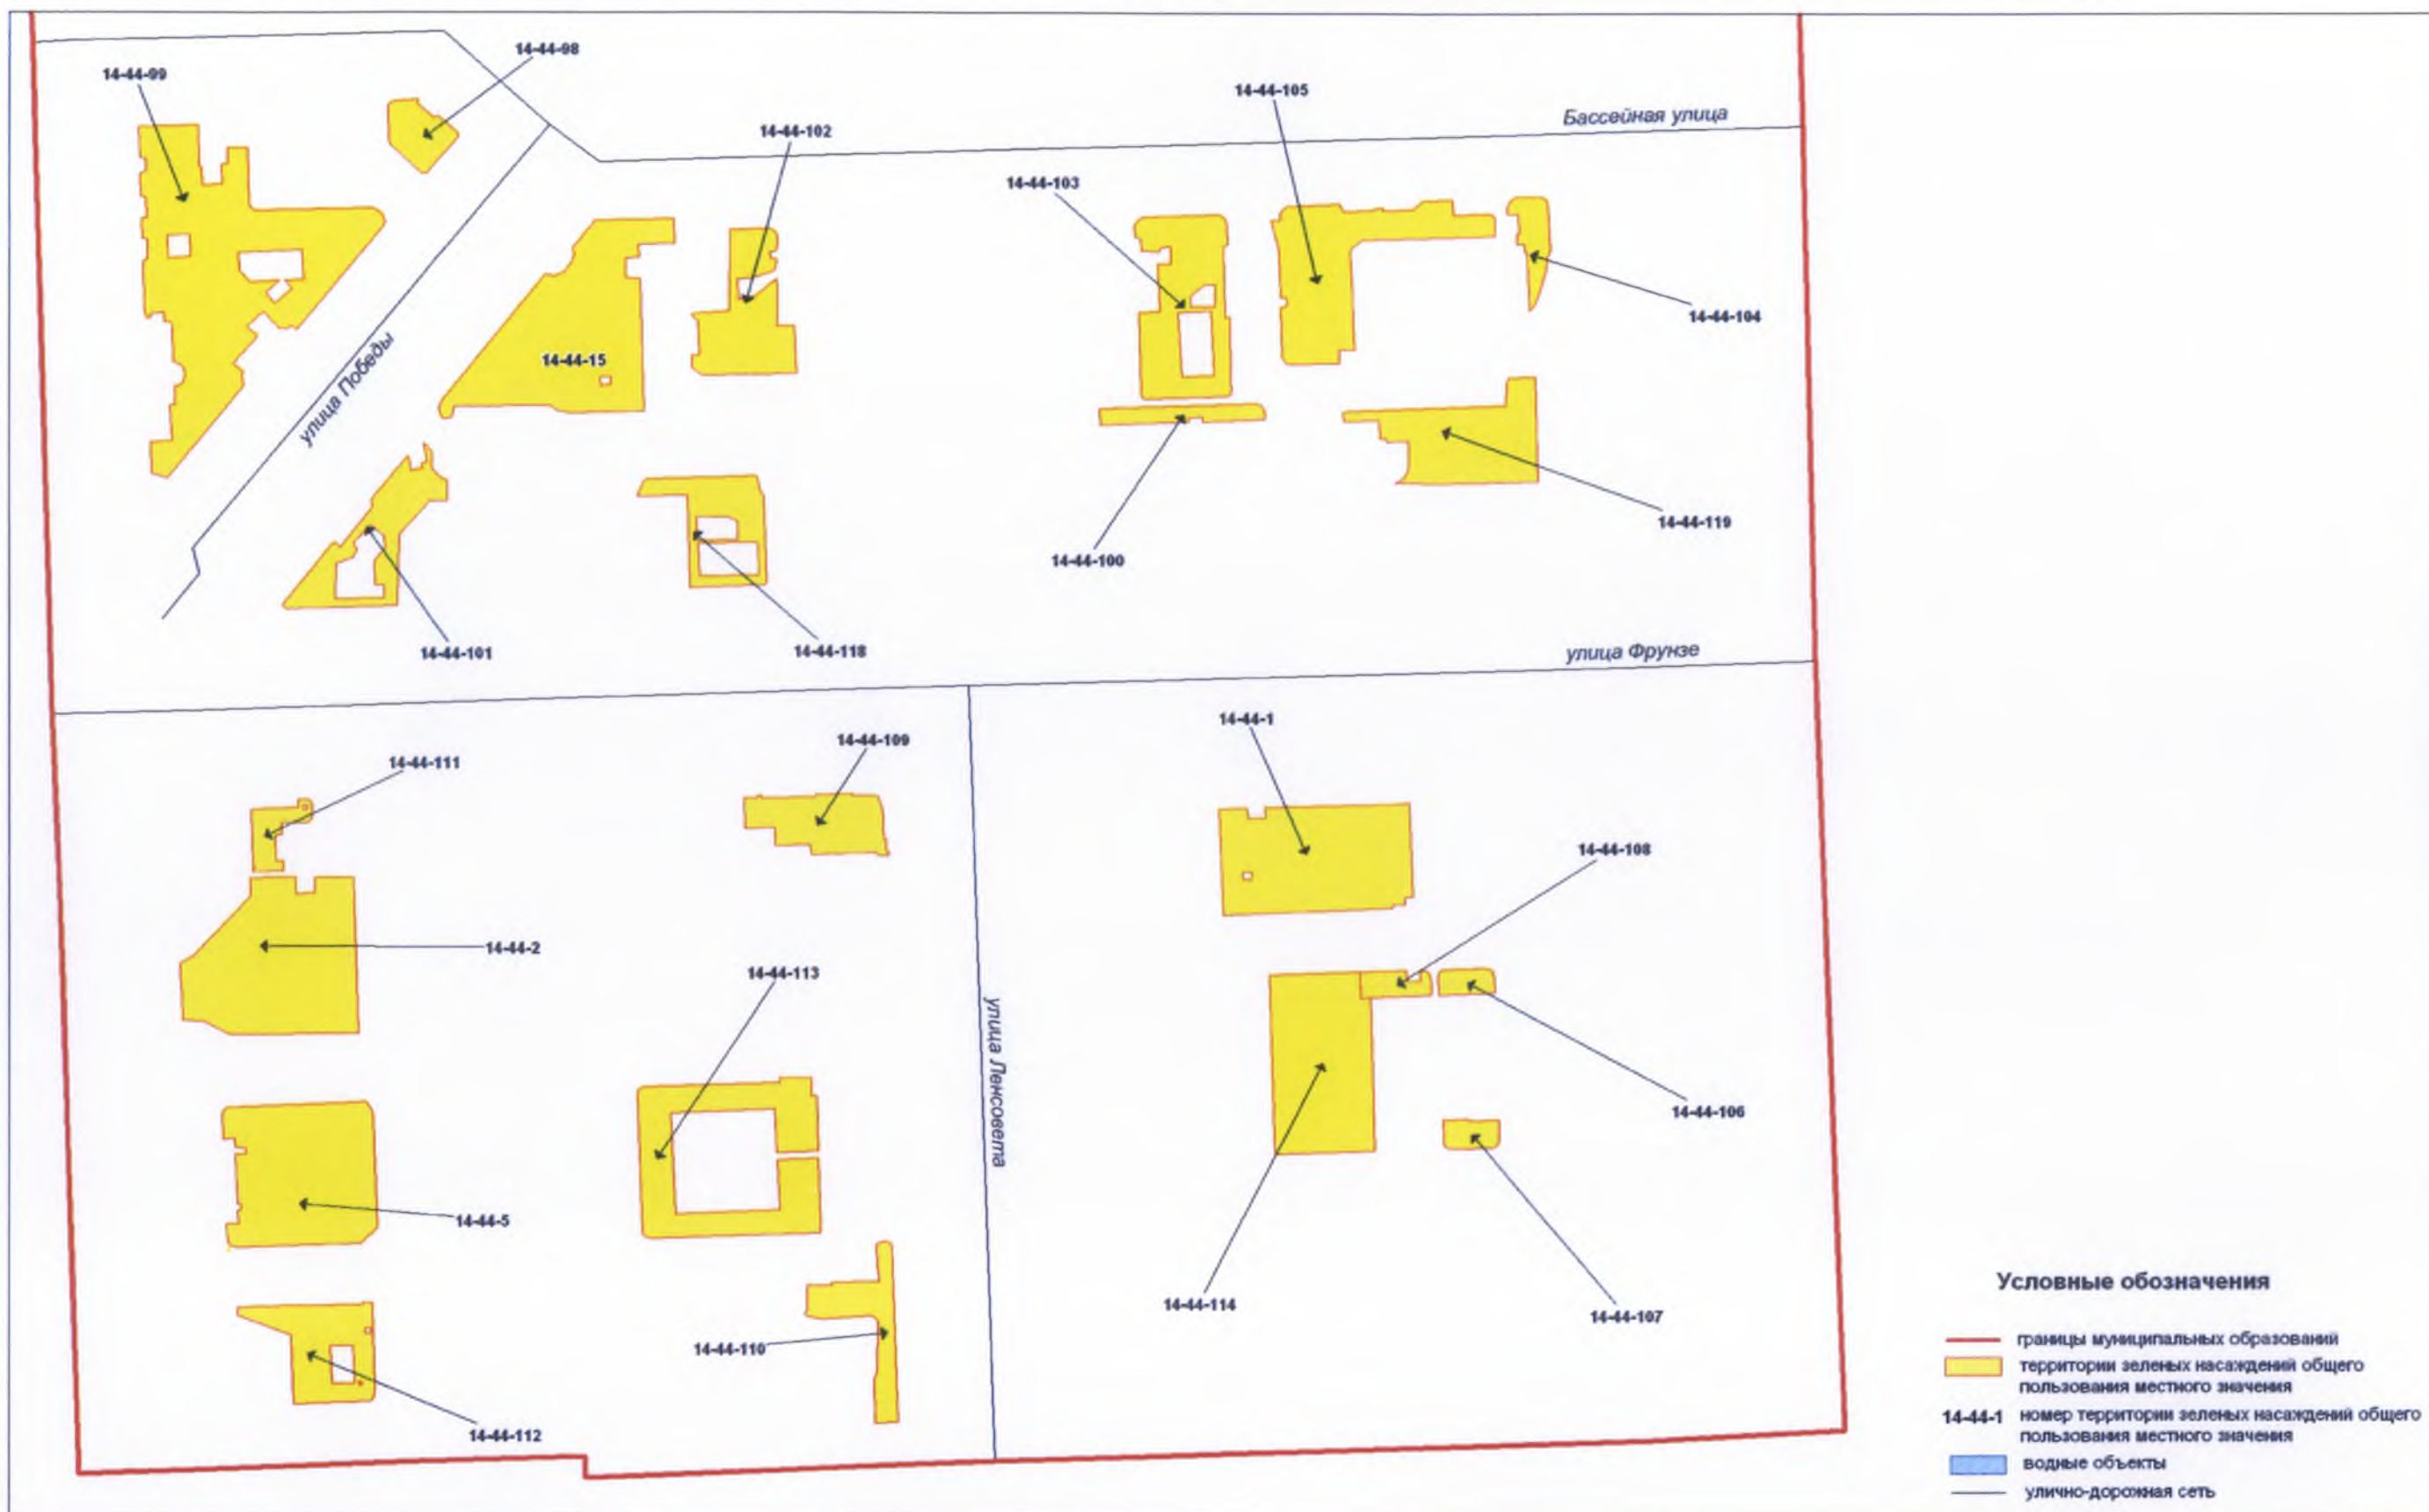 14-44-98
14-44-99
14-44-105
Бассейная улица
14-44-102
14-44-103
14-44-104
улица Победы
14-44-15
14-44-119
14-44-100
14-44-101
14-44-118
улица Фрунзе
14-44-1
14-44-109
14-44-111
14-44-108
14-44-2
14-44-113
улица Ленсовета
14-44-106
14-44-5
14-44-114
14-44-107
14-44-110
14-44-112
Условные обозначения
границы муниципальных образований
территории зеленых насаждений общего
пользования местного значения
14-44-1 номер территории зеленых насаждений общего
пользования местного значения
водные объекты
улично-дорожная сеть